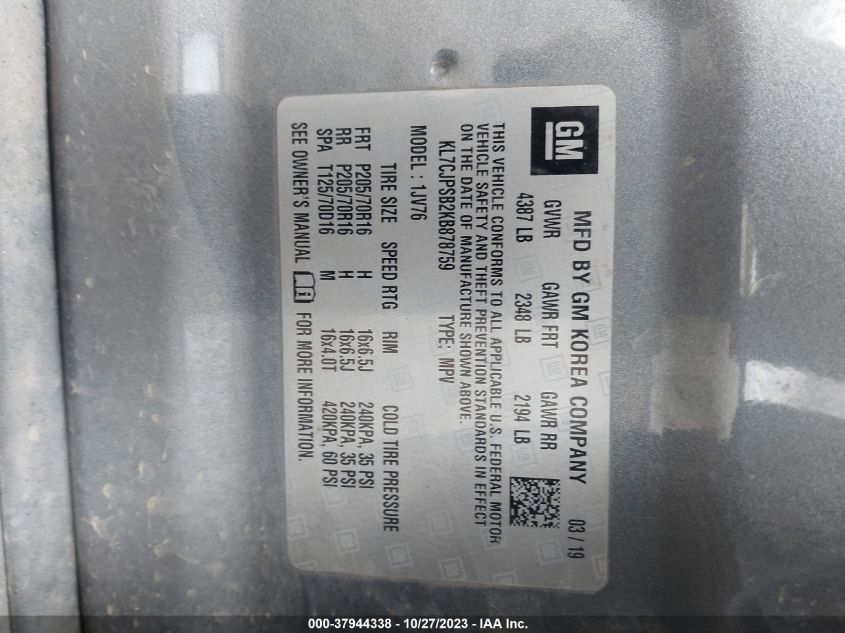 GM
MFD BY GM KOREA COMPANY 03 / 19
GVWR GAWR FRT GAWR RR
4387 LB 2348 LB 2194 LB
THIS VEHICLE CONFORMS TO ALL APPLICABLE U.S. FEDERAL MOTOR
VEHICLE SAFETY AND THEFT PREVENTION STANDARDS IN EFFECT
ON THE DATE OF MANUFACTURE SHOWN ABOVE.
KL7CJPSB2KB878759 TYPE: MPV
MODEL : 1JV76
TIRE SIZE SPEED RTG RIM COLD TIRE PRESSURE
FRT P205/70R16 H 16x6.5J 240KPA, 35 PSI
RR P205/70R16 H 16x6.5J 240KPA, 35 PSI
SPA T125/70D16 M 16x4.0T 420KPA, 60 PSI
SEE OWNER'S MANUAL FOR MORE INFORMATION.
000-37944338 | 10/27/2023 - IAA Inc.